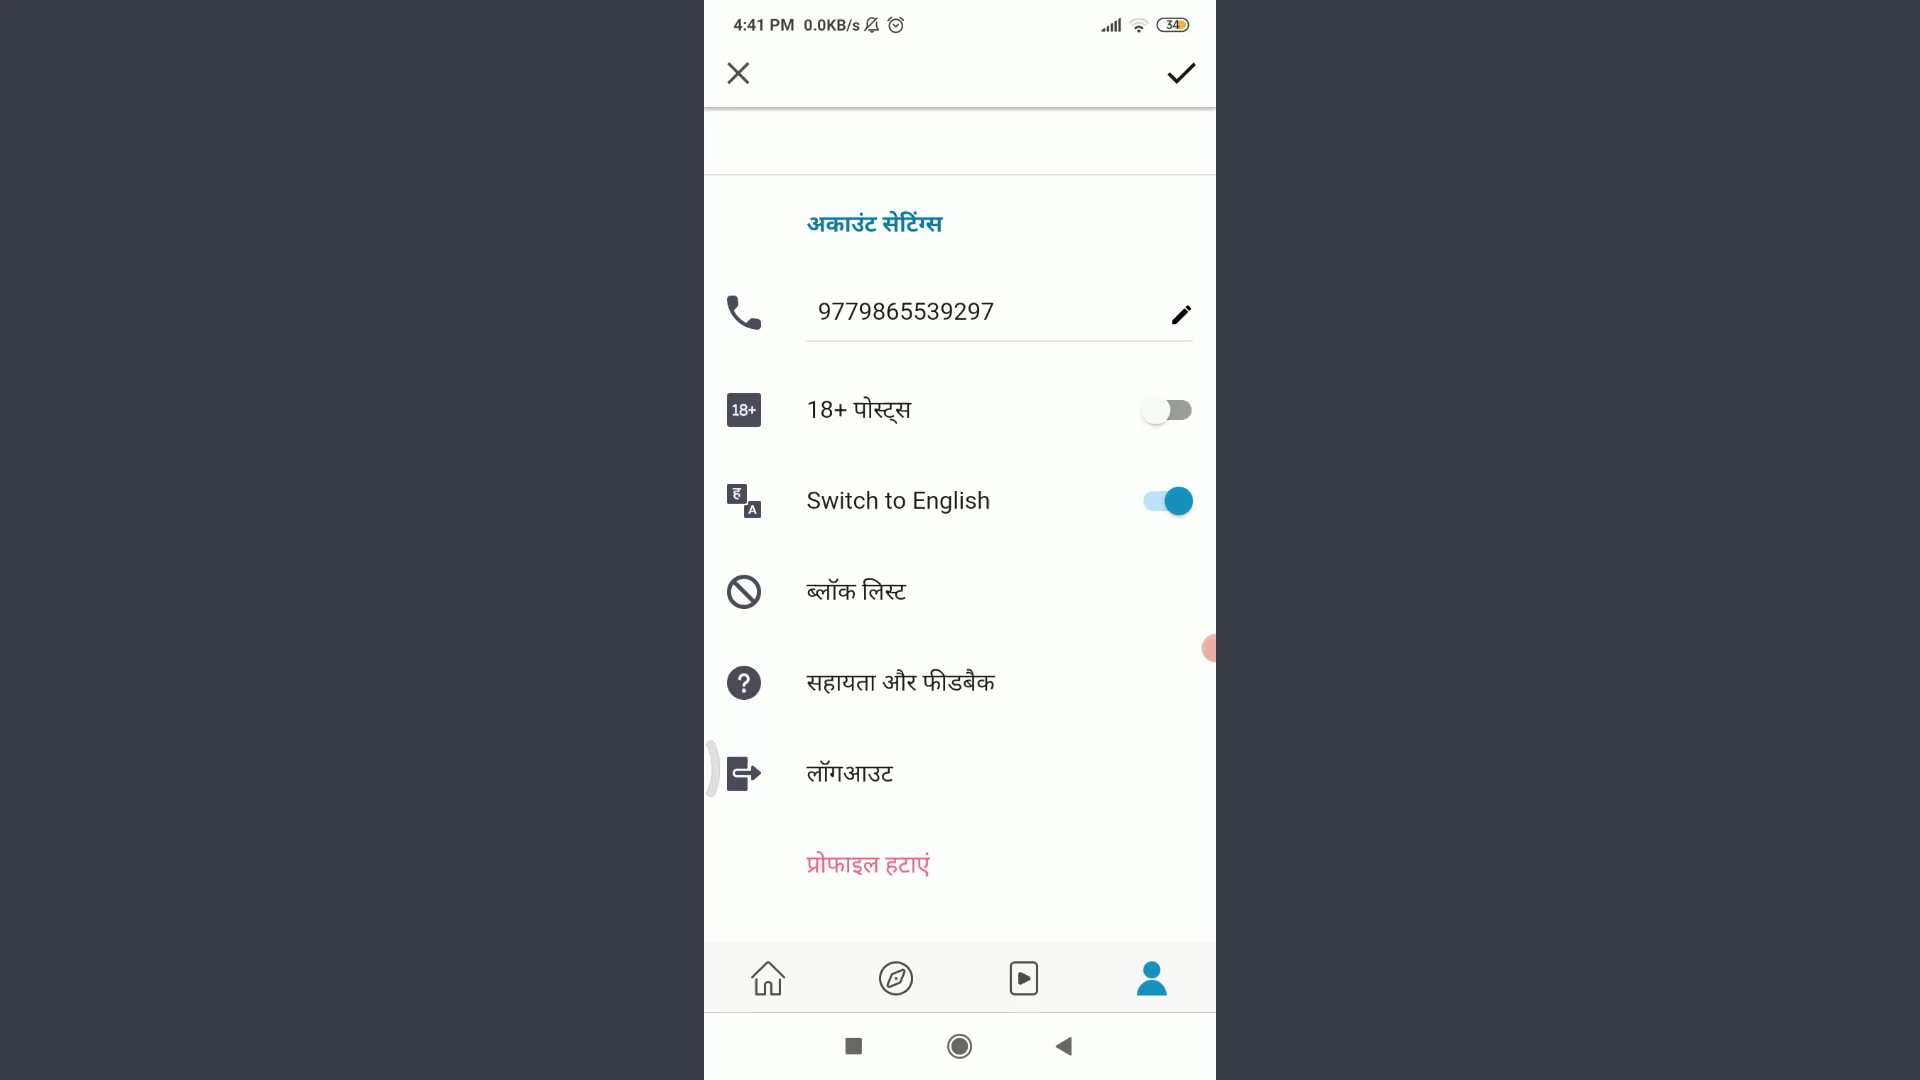 4:41 PM 0.0KB/s 34
अकाउंट सेटिंग्स
9779865539297
18+ 18+ पोस्ट्स
ह A Switch to English
ब्लॉक लिस्ट
? सहायता और फीडबैक
लॉगआउट
प्रोफाइल हटाएं